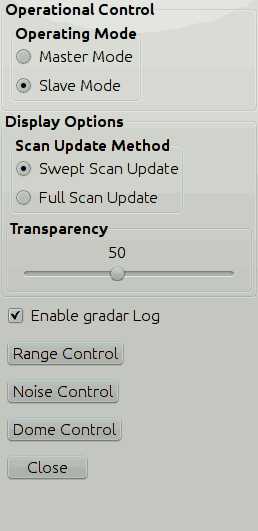 Operational Control
Operating Mode
Master Mode
Slave Mode
Display Options
Scan Update Method
Swept Scan Update
Full Scan Update
Transparency
50
Enable gradar Log
Range Control
Noise Control
Dome Control
Close